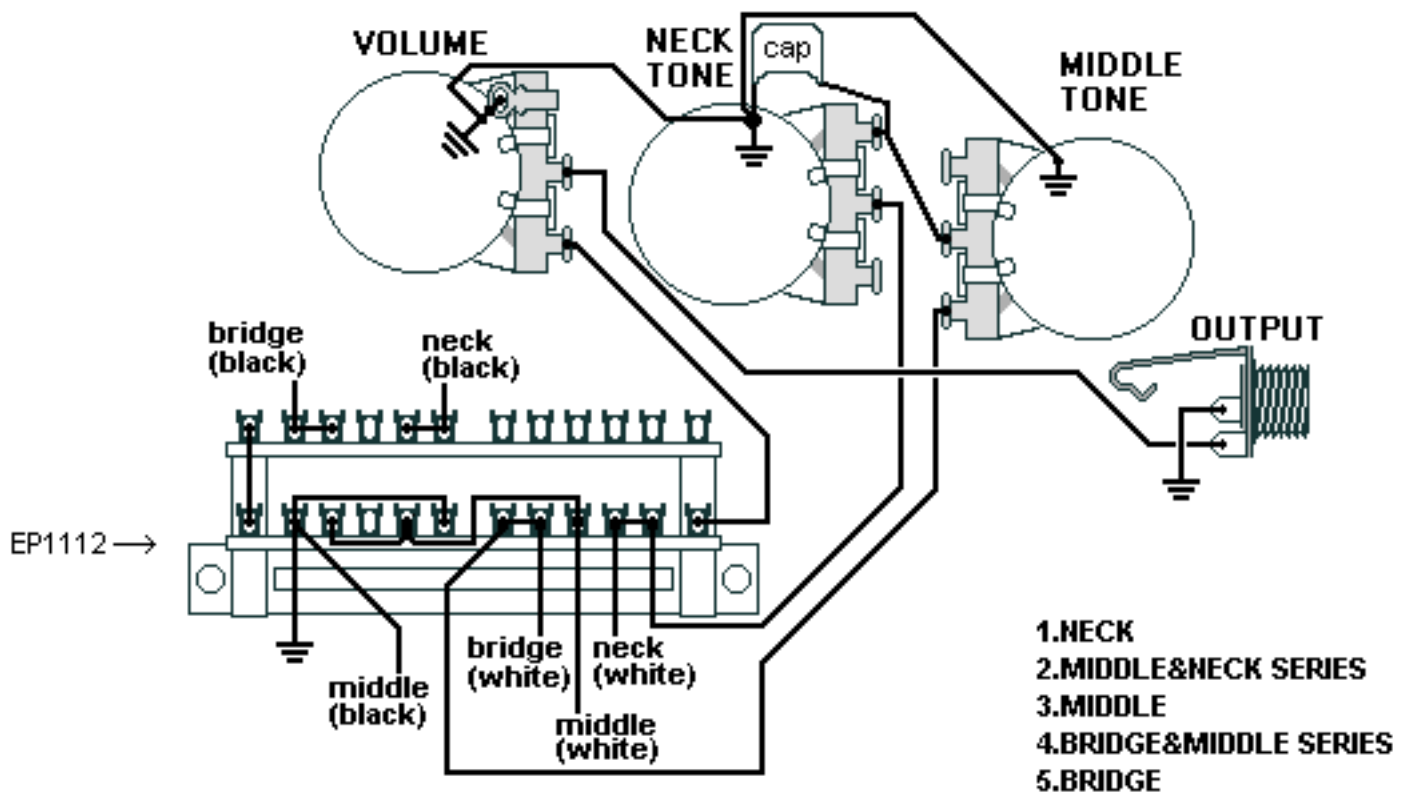 VOLUME
NECK
TONE
cap
MIDDLE
TONE
OUTPUT
bridge
(black)
neck
(black)
EP1112
middle
(black)
bridge
(white)
neck
(white)
middle
(white)
1.NECK
2.MIDDLE&NECK SERIES
3.MIDDLE
4.BRIDGE&MIDDLE SERIES
5.BRIDGE